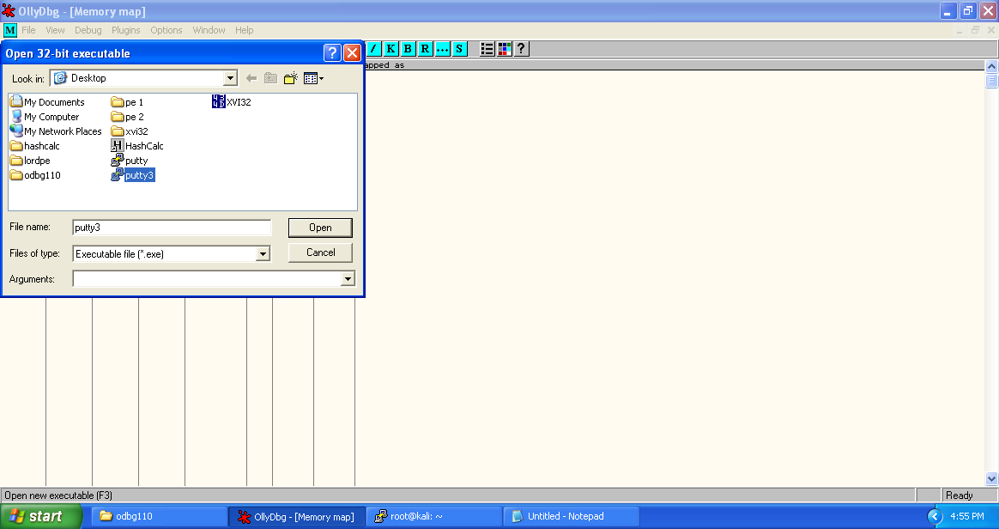 OllyDbg - [Memory map]
M File View Debug Plugins Options Window Help
/ K B R ... S ?
apped as
Open 32-bit executable
?
Look in: Desktop
My Documents pe 1 XVI32
My Computer pe 2
My Network Places xvi32
hashcalc HashCalc
lordpe putty
odbg110 putty3
File name: putty3 Open
Files of type: Executable file (*.exe) Cancel
Arguments:
Open new executable (F3) Ready
start odbg110 OllyDbg - [Memory map] root@kali: ~ Untitled - Notepad 4:55 PM